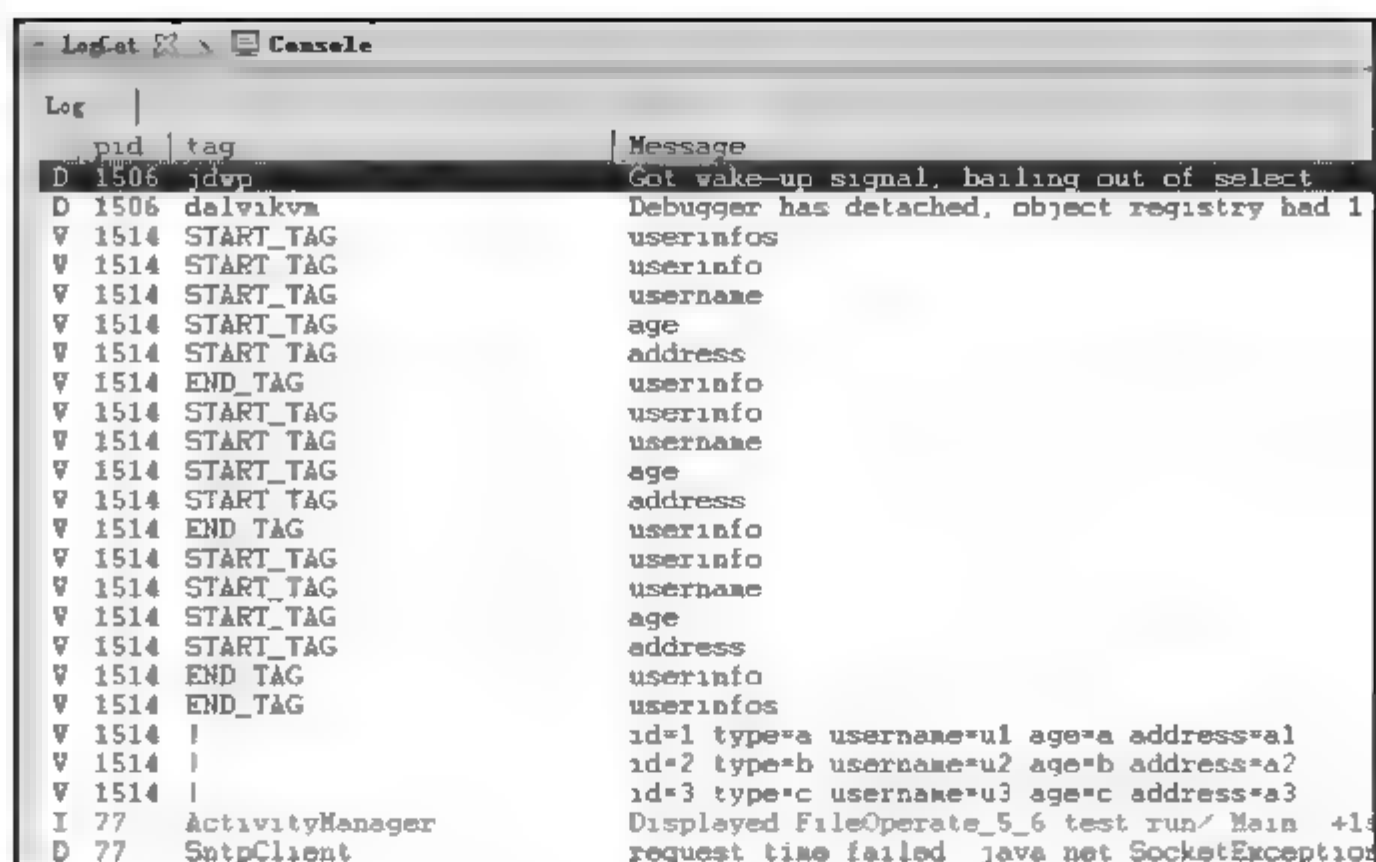 LogCat Console
Log
pid tag Message
D 1506 jdwp Got wake-up signal, bailing out of select
D 1506 dalvikvm Debugger has detached, object registry had 1
V 1514 START_TAG userinfos
V 1514 START_TAG userinfo
V 1514 START_TAG username
V 1514 START_TAG age
V 1514 START_TAG address
V 1514 END_TAG userinfo
V 1514 START_TAG userinfo
V 1514 START_TAG username
V 1514 START_TAG age
V 1514 START_TAG address
V 1514 END_TAG userinfo
V 1514 START_TAG userinfo
V 1514 START_TAG username
V 1514 START_TAG age
V 1514 START_TAG address
V 1514 END_TAG userinfo
V 1514 END_TAG userinfos
V 1514 | id=1 type=a username=u1 age=a address=a1
V 1514 | id=2 type=b username=u2 age=b address=a2
V 1514 | id=3 type=c username=u3 age=c address=a3
I 77 ActivityManager Displayed FileOperate_5_6 test run/ Main +1s
D 77 SntpClient request time failed java net SocketException